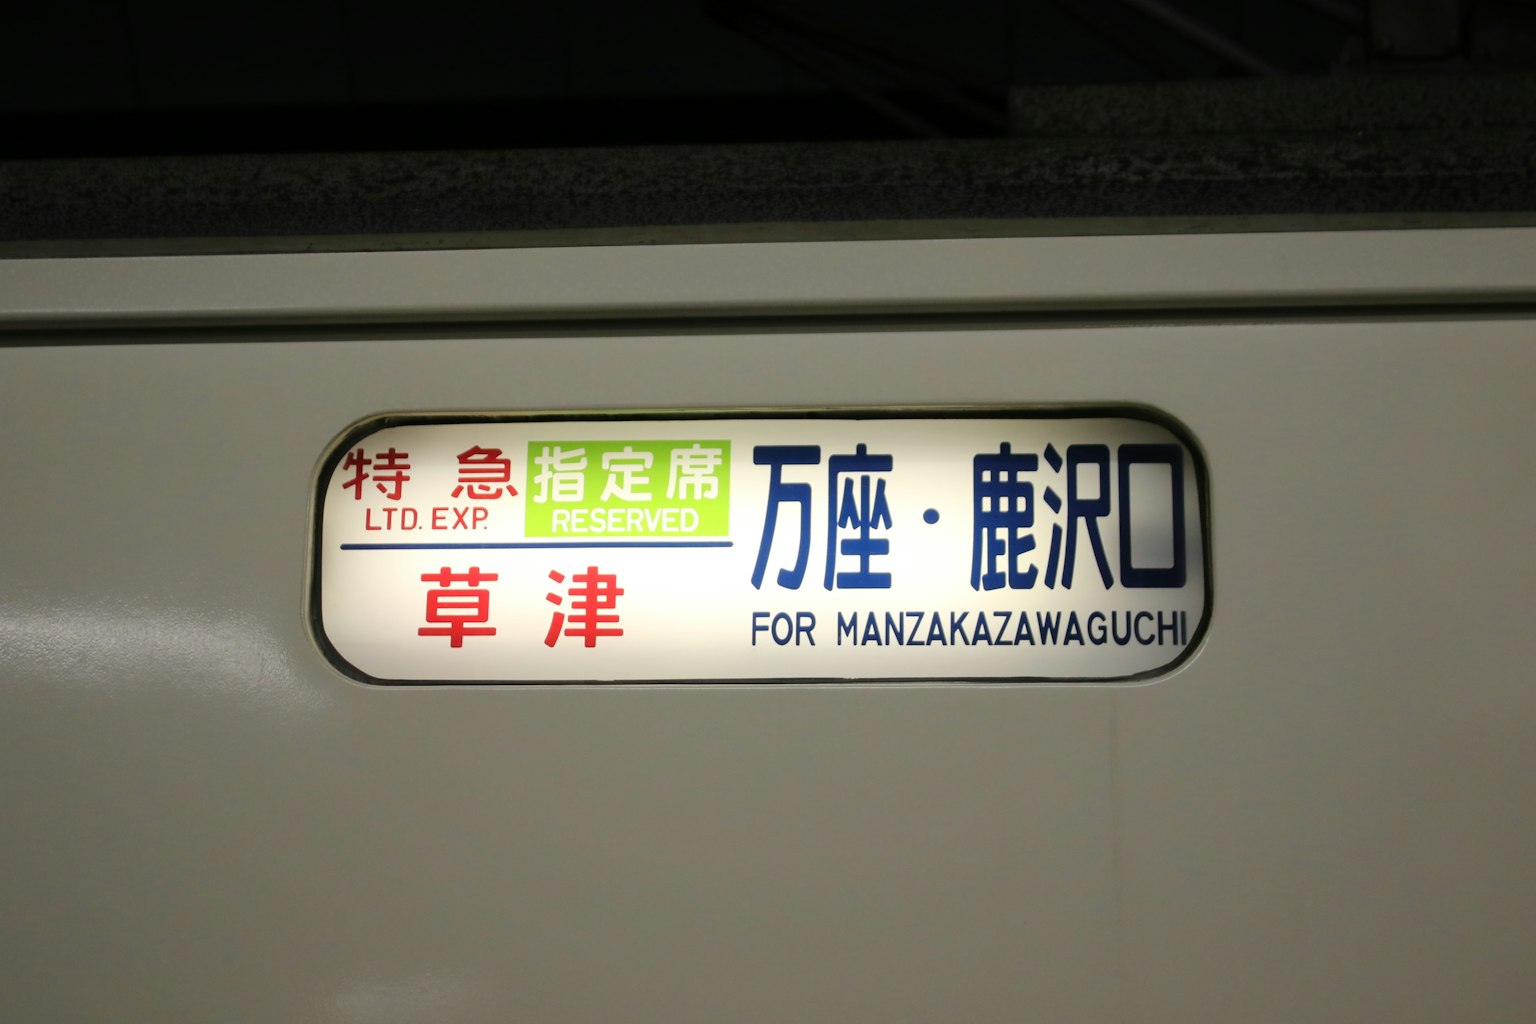 特急
LTD. EXP.
指定席
RESERVED
草津
万座・鹿沢口
FOR MANZAKAZAWAGUCHI